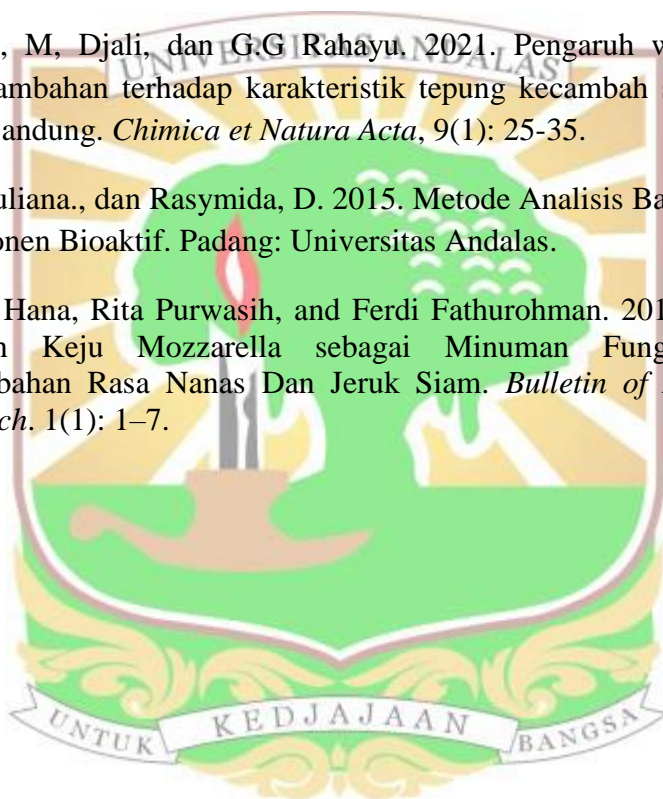 , M, Djali, dan G.G Rahayu. 2021. Pengaruh w
UNIVERSITAS ANDALAS
ambahan terhadap karakteristik tepung kecambah
andung. Chimica et Natura Acta, 9(1): 25-35.
uliana., dan Rasymida, D. 2015. Metode Analisis Ba
onen Bioaktif. Padang: Universitas Andalas.
Hana, Rita Purwasih, and Ferdi Fathurohman. 201
Keju Mozzarella sebagai Minuman Fung
bahan Rasa Nanas Dan Jeruk Siam. Bulletin of
ch. 1(1): 1–7.
UNTUK KEDJAJAAN BANGSA